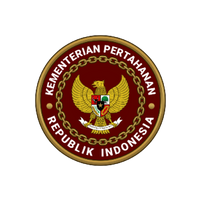 KEMENTERIAN PERTAHANAN
REPUBLIK INDONESIA